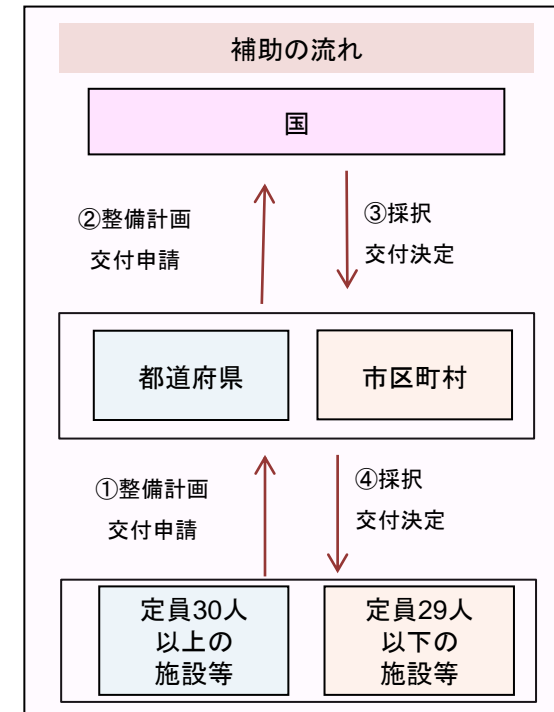 補助の流れ
国
②整備計画
交付申請
③採択
交付決定
都道府県
市区町村
①整備計画
交付申請
④採択
交付決定
定員30人
以上の
施設等
定員29人
以下の
施設等